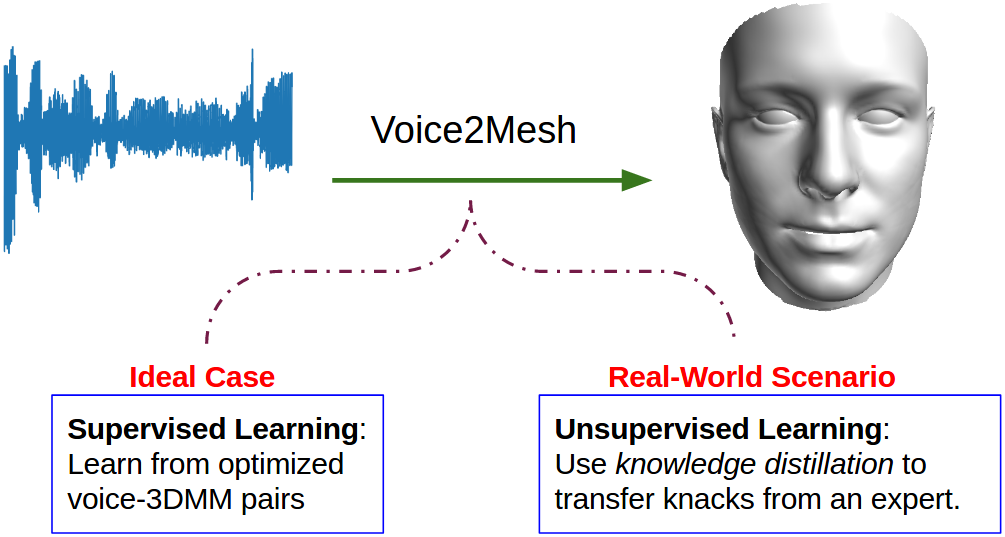 Voice2Mesh
Ideal Case
Supervised Learning:
Learn from optimized
voice-3DMM pairs
Real-World Scenario
Unsupervised Learning:
Use knowledge distillation to
transfer knacks from an expert.